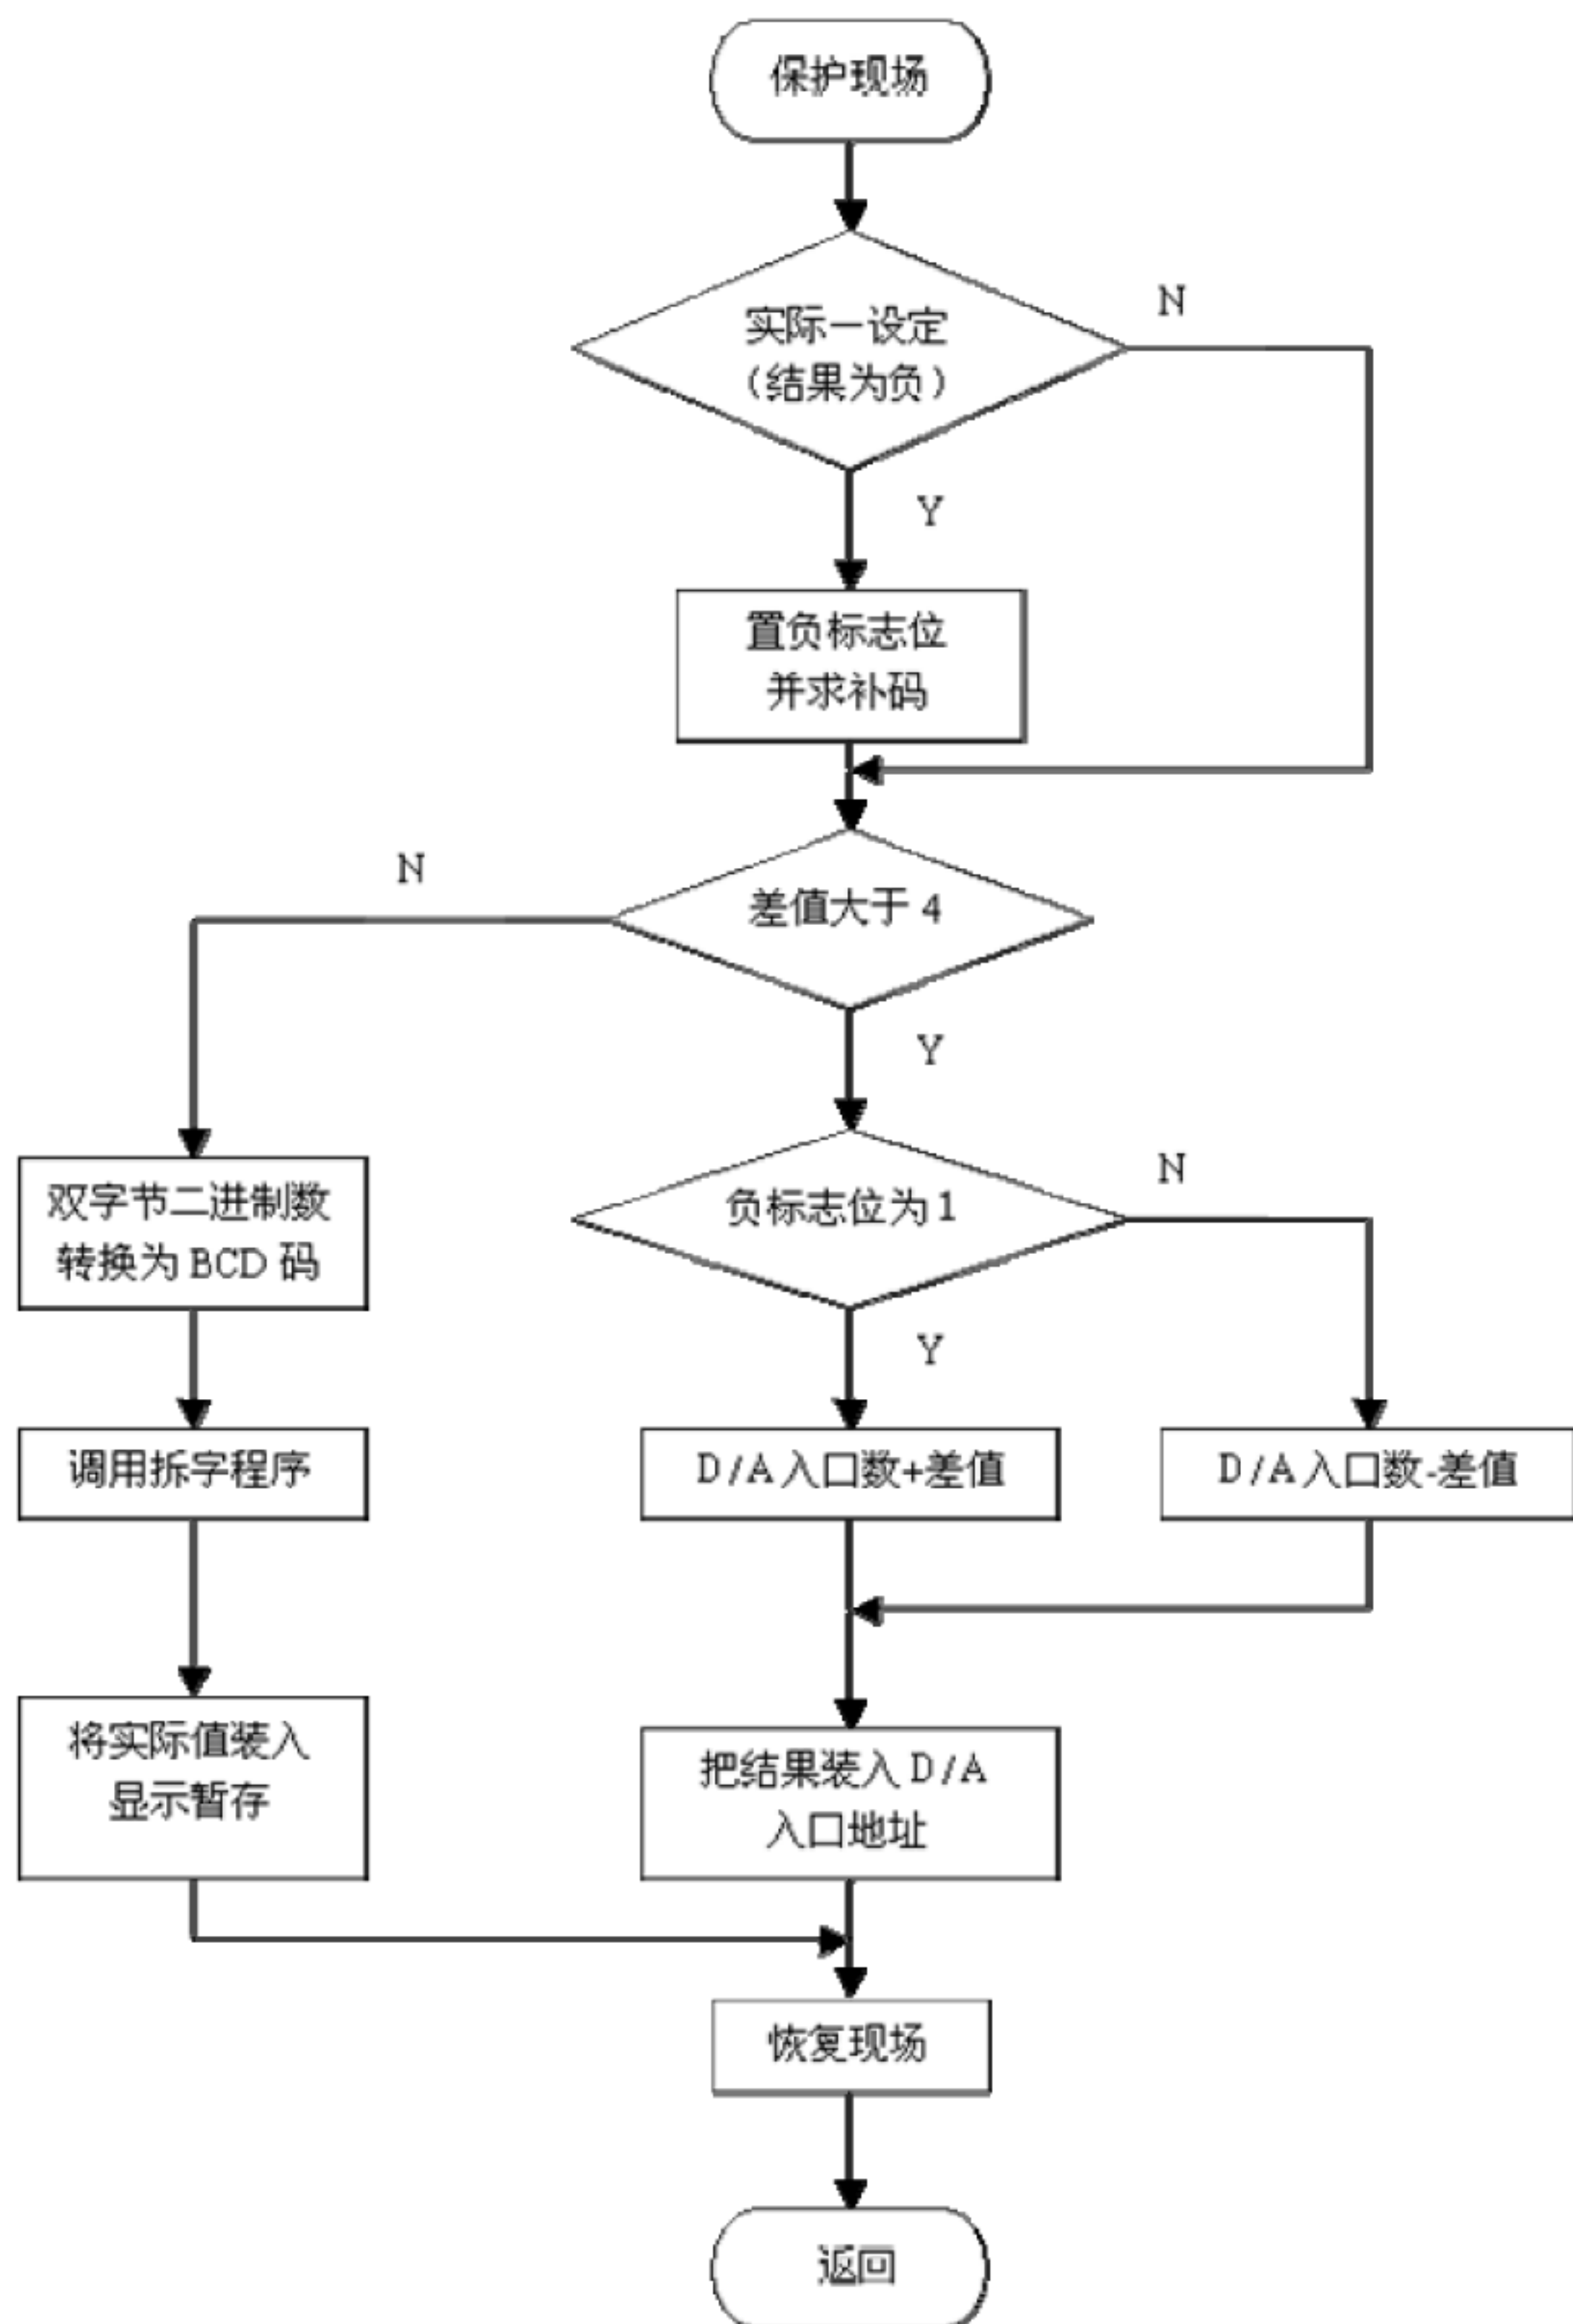 保护现场
N
实际一设定
（结果为负）
Y
置负标志位
并求补码
N
差值大于 4
Y
N
双字节二进制数
转换为 BCD 码
负标志位为 1
Y
调用拆字程序
D/A 入口数+差值
D/A 入口数-差值
将实际值装入
显示暂存
把结果装入 D/A
入口地址
恢复现场
返回